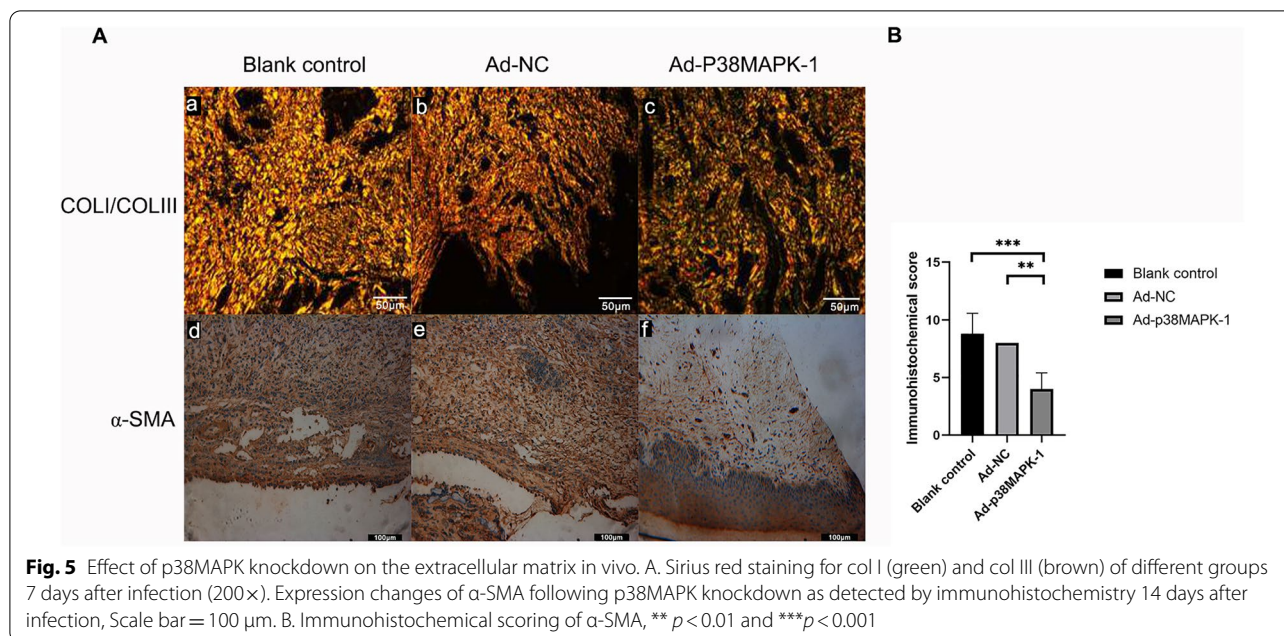 A
B
Blank control Ad-NC Ad-P38MAPK-1
a b c
COLI/COLIII
50μm 50μm 50μm
d e f
α-SMA
100μm 100μm 100μm
Immunohistochemical score
15
10
5
0
***
**
Blank control
Ad-NC
Ad-p38MAPK-1
Blank control
Ad-NC
Ad-p38MAPK-1
Fig. 5 Effect of p38MAPK knockdown on the extracellular matrix in vivo. A. Sirius red staining for col I (green) and col III (brown) of different groups
7 days after infection (200×). Expression changes of α-SMA following p38MAPK knockdown as detected by immunohistochemistry 14 days after
infection, Scale bar = 100 μm. B. Immunohistochemical scoring of α-SMA, ** p < 0.01 and ***p < 0.001